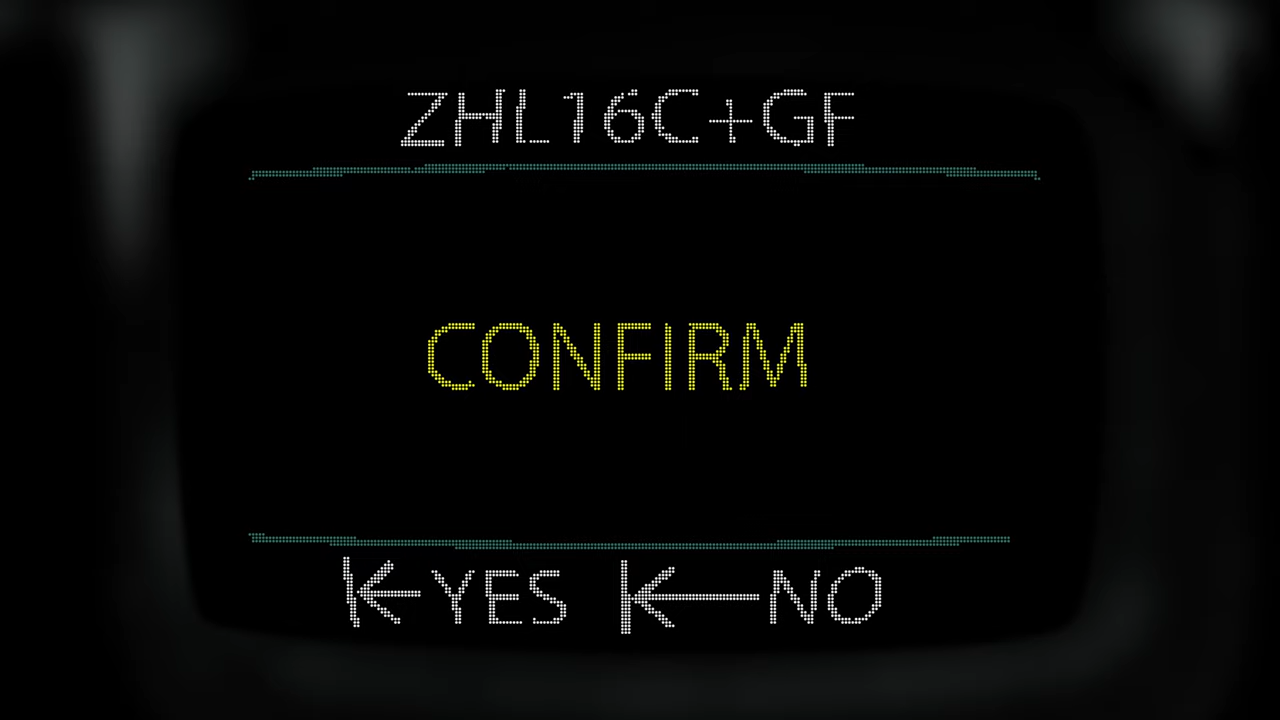 ZHL16C+GF
CONFIRM
YES NO